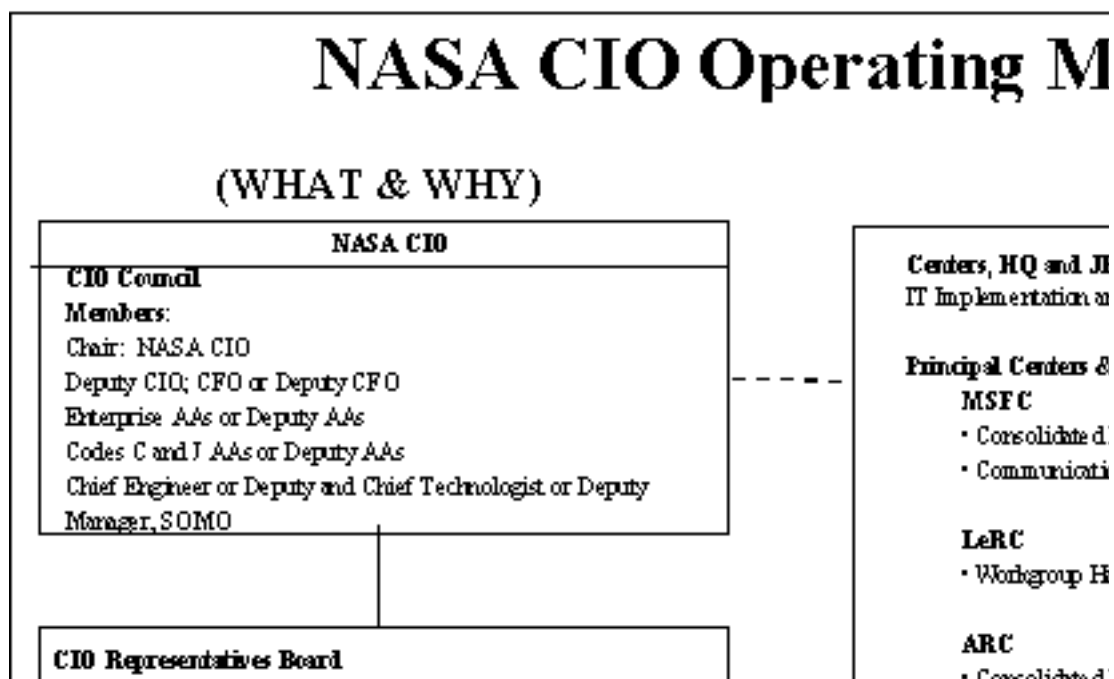 NASA CIO Operating M
(WHAT & WHY)
NASA CIO
CIO Council
Members:
Chair: NASA CIO
Deputy CIO; CFO or Deputy CFO
Enterprise AAs or Deputy AAs
Codes C and J AAs or Deputy AAs
Chief Engineer or Deputy and Chief Technologist or Deputy
Manager, SOMO
CIO Representatives Board
Centers, HQ and
IT Implementation
Principal Centers &
MSFC
• Consolidated
•
LeRC
• Workgroup
ARC
• Consolidated